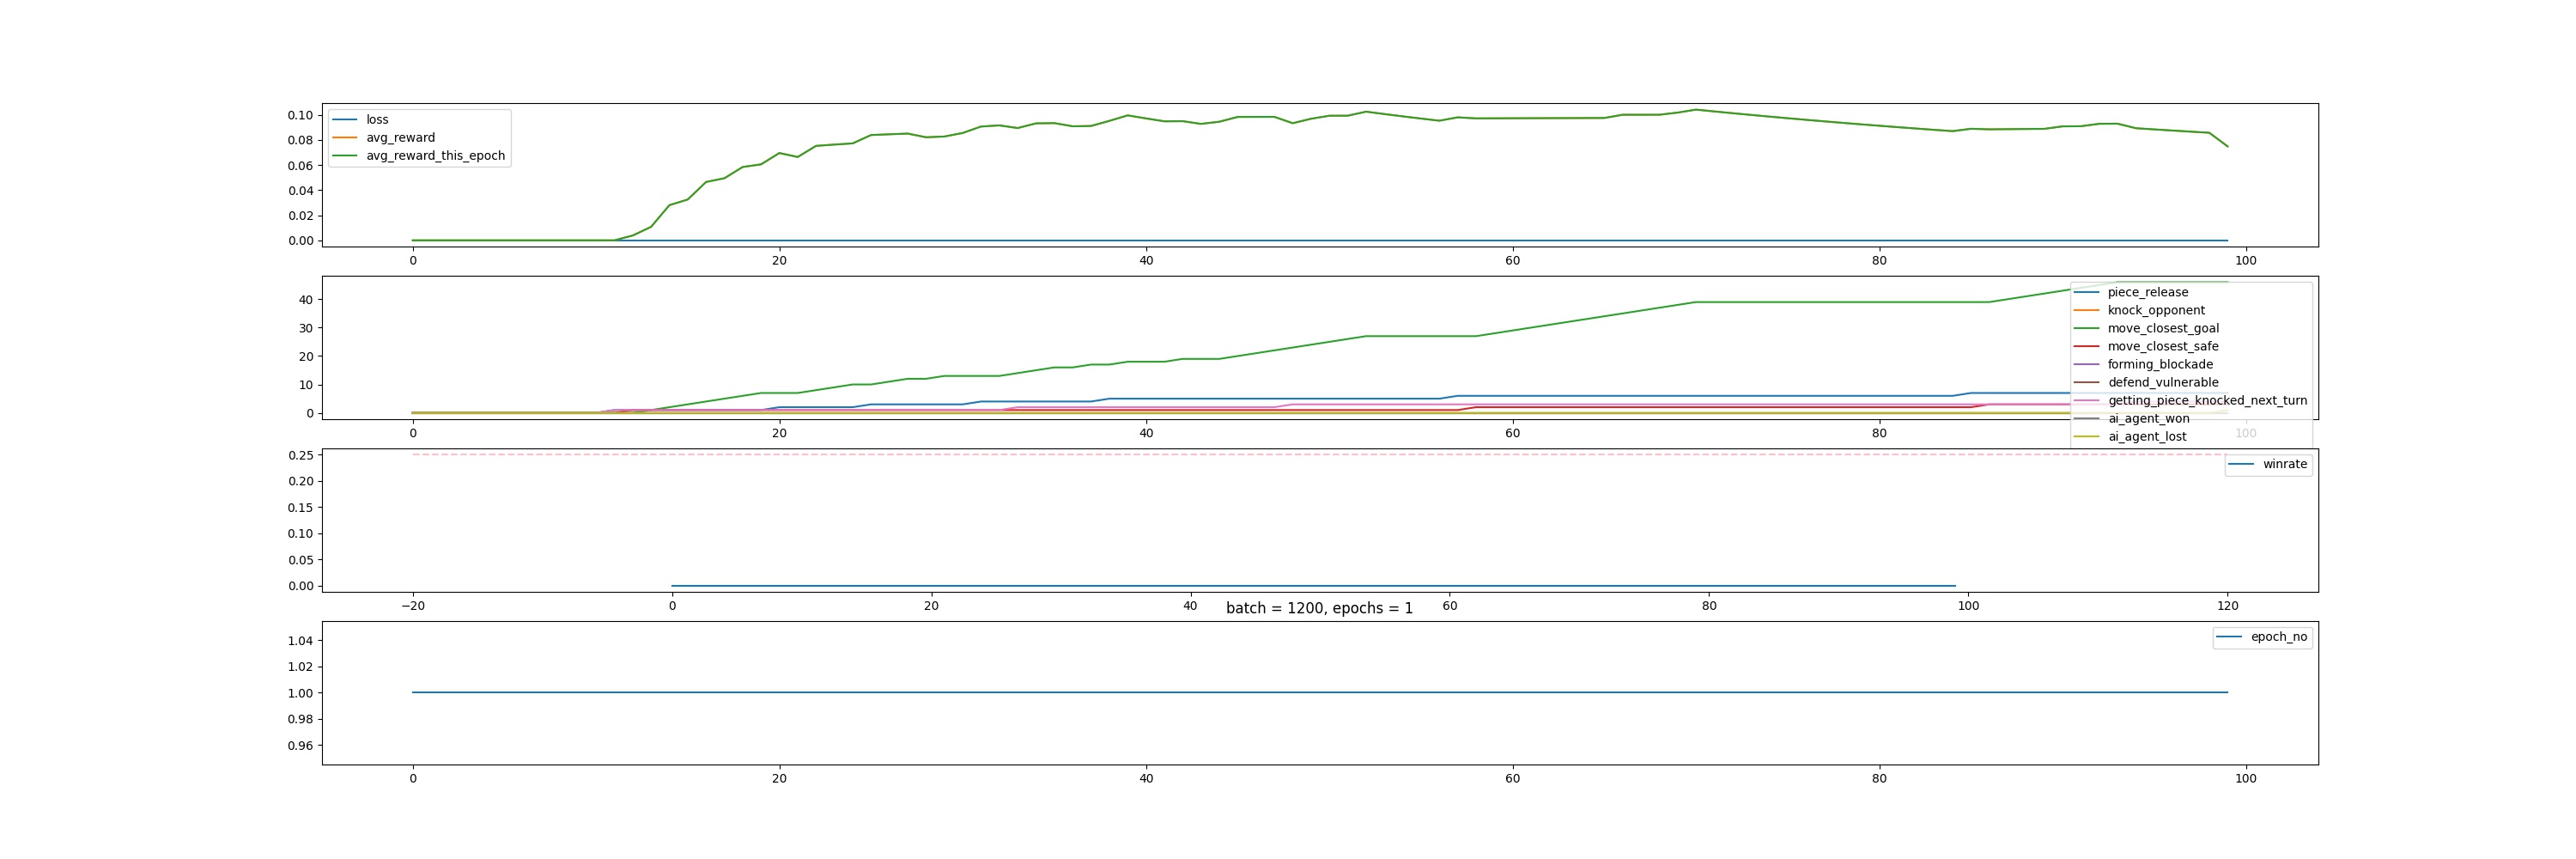 0.10
0.08
0.06
0.04
0.02
0.00
loss
avg_reward
avg_reward_this_epoch
0 20 40 60 80 100
40
30
20
10
0
piece_release
knock_opponent
move_closest_goal
move_closest_safe
forming_blockade
defend_vulnerable
getting_piece_knocked_next_turn
ai_agent_won
ai_agent_lost
0 20 40 60 80 100
0.25
0.20
0.15
0.10
0.05
0.00
winrate
−20 0 20 40 60 80 100 120
batch = 1200, epochs = 1
1.04
1.02
1.00
0.98
0.96
epoch_no
0 20 40 60 80 100